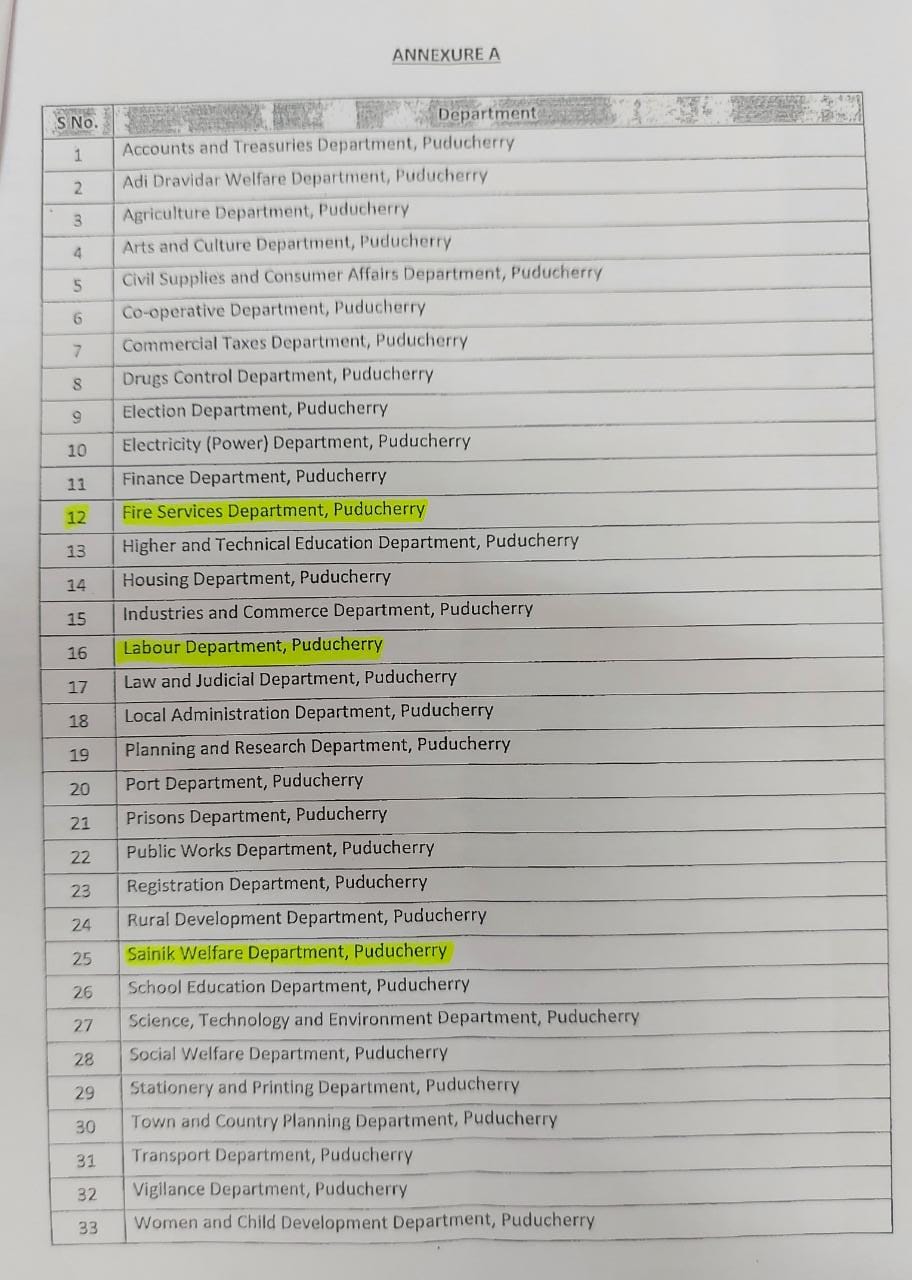 ANNEXURE A
S No. Department
1 Accounts and Treasuries Department, Puducherry
2 Adi Dravidar Welfare Department, Puducherry
3 Agriculture Department, Puducherry
4 Arts and Culture Department, Puducherry
5 Civil Supplies and Consumer Affairs Department, Puducherry
6 Co-operative Department, Puducherry
7 Commercial Taxes Department, Puducherry
8 Drugs Control Department, Puducherry
9 Election Department, Puducherry
10 Electricity (Power) Department, Puducherry
11 Finance Department, Puducherry
12 Fire Services Department, Puducherry
13 Higher and Technical Education Department, Puducherry
14 Housing Department, Puducherry
15 Industries and Commerce Department, Puducherry
16 Labour Department, Puducherry
17 Law and Judicial Department, Puducherry
18 Local Administration Department, Puducherry
19 Planning and Research Department, Puducherry
20 Port Department, Puducherry
21 Prisons Department, Puducherry
22 Public Works Department, Puducherry
23 Registration Department, Puducherry
24 Rural Development Department, Puducherry
25 Sainik Welfare Department, Puducherry
26 School Education Department, Puducherry
27 Science, Technology and Environment Department, Puducherry
28 Social Welfare Department, Puducherry
29 Stationery and Printing Department, Puducherry
30 Town and Country Planning Department, Puducherry
31 Transport Department, Puducherry
32 Vigilance Department, Puducherry
33 Women and Child Development Department, Puducherry